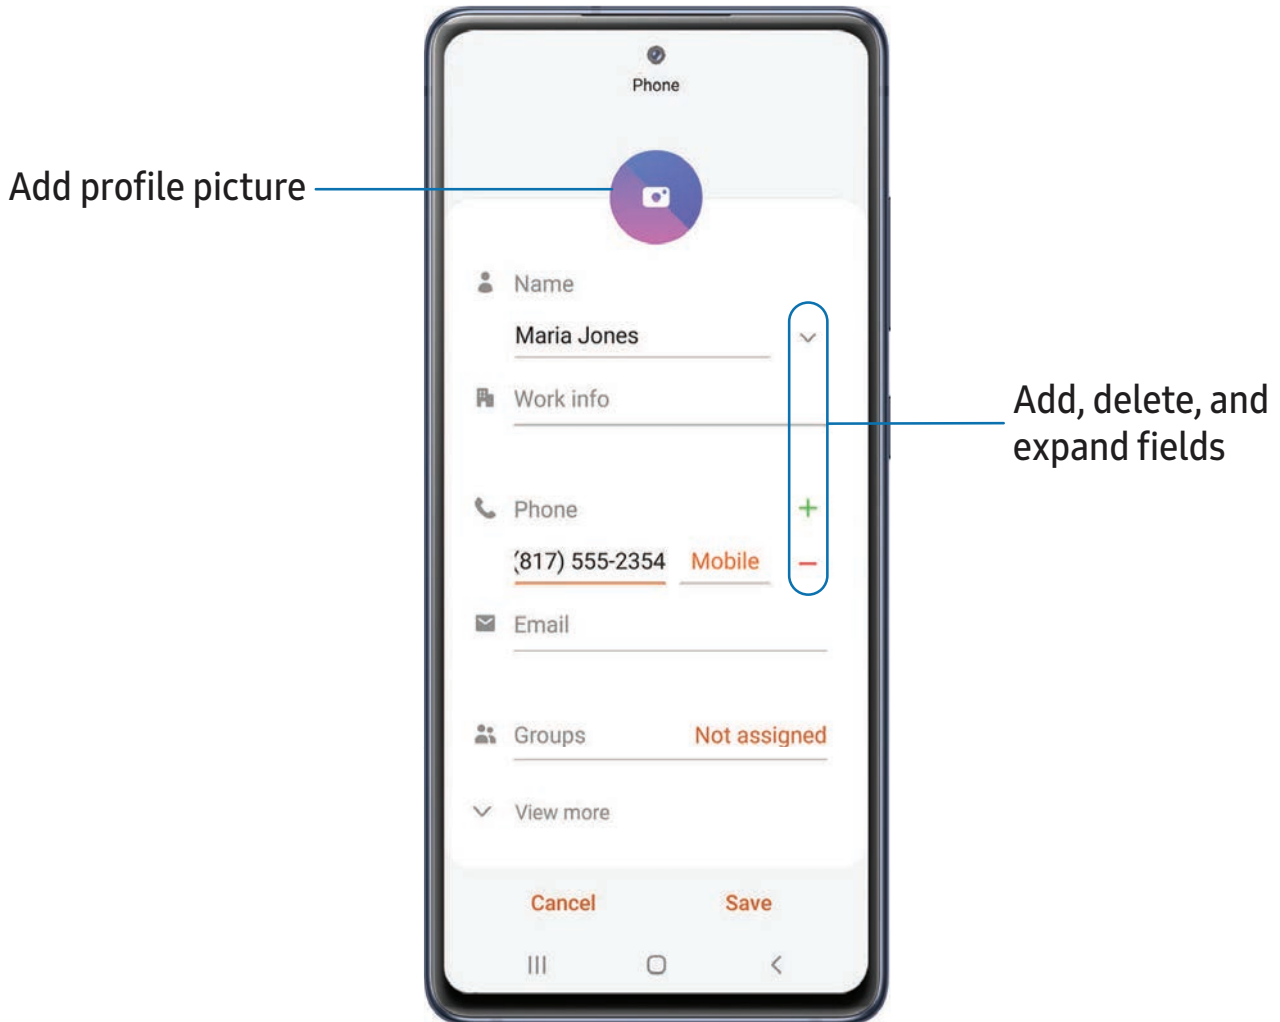 Phone
Add profile picture
Name
Maria Jones
Work info
Add, delete, and
expand fields
Phone
(817) 555-2354 Mobile
Email
Groups Not assigned
View more
Cancel Save